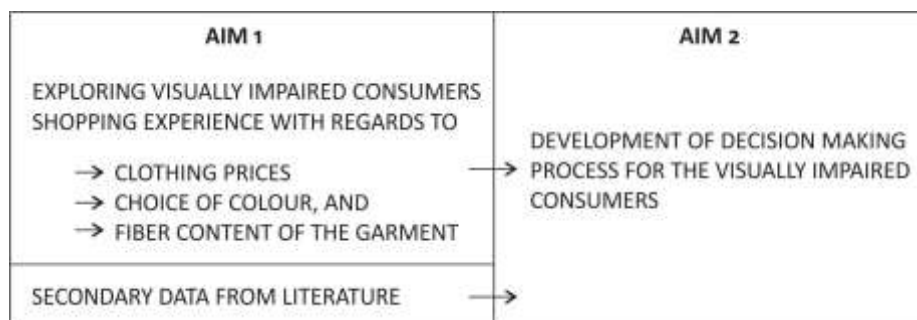 AIM 1
EXPLORING VISUALLY IMPAIRED CONSUMERS
SHOPPING EXPERIENCE WITH REGARDS TO
→ CLOTHING PRICES
→ CHOICE OF COLOUR, AND
→ FIBER CONTENT OF THE GARMENT
SECONDARY DATA FROM LITERATURE →
AIM 2
→ DEVELOPMENT OF DECISION MAKING
PROCESS FOR THE VISUALLY IMPAIRED
CONSUMERS